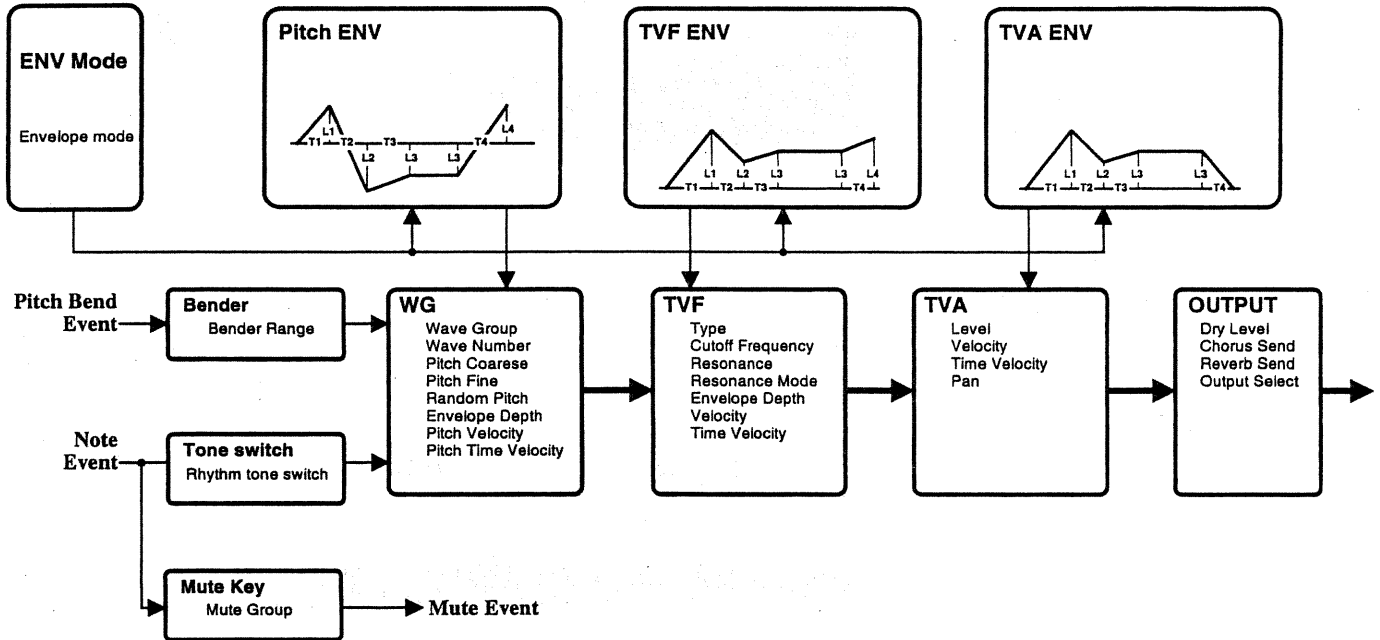 ENV Mode
Envelope mode
Pitch ENV
L1
T1 T2 T3 T4
L4
L2 L3 L3
TVF ENV
L1 L2 L3 L3 L4
T1 T2 T3 T4
TVA ENV
L1 L2 L3 L3
T1 T2 T3 T4
Pitch Bend
Event
Bender
Bender Range
WG
Wave Group
Wave Number
Pitch Coarese
Pitch Fine
Random Pitch
Envelope Depth
Pitch Velocity
Pitch Time Velocity
TVF
Type
Cutoff Frequency
Resonance
Resonance Mode
Envelope Depth
Velocity
Time Velocity
TVA
Level
Velocity
Time Velocity
Pan
OUTPUT
Dry Level
Chorus Send
Reverb Send
Output Select
Note
Event
Tone switch
Rhythm tone switch
Mute Key
Mute Group
Mute Event